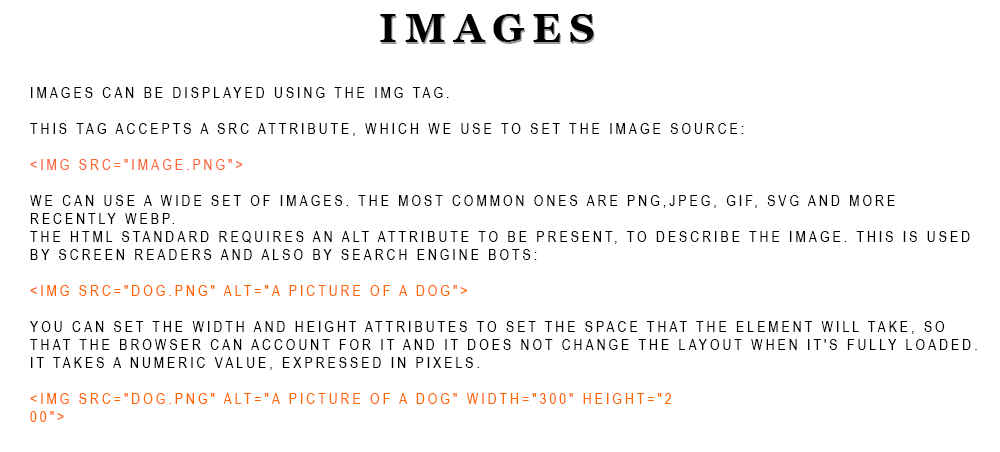 IMAGES
IMAGES CAN BE DISPLAYED USING THE IMG TAG.
THIS TAG ACCEPTS A SRC ATTRIBUTE, WHICH WE USE TO SET THE IMAGE SOURCE:
<IMG SRC="IMAGE.PNG">
WE CAN USE A WIDE SET OF IMAGES. THE MOST COMMON ONES ARE PNG,JPEG, GIF, SVG AND MORE
RECENTLY WEBP.
THE HTML STANDARD REQUIRES AN ALT ATTRIBUTE TO BE PRESENT, TO DESCRIBE THE IMAGE. THIS IS USED
BY SCREEN READERS AND ALSO BY SEARCH ENGINE BOTS:
<IMG SRC="DOG.PNG" ALT="A PICTURE OF A DOG">
YOU CAN SET THE WIDTH AND HEIGHT ATTRIBUTES TO SET THE SPACE THAT THE ELEMENT WILL TAKE, SO
THAT THE BROWSER CAN ACCOUNT FOR IT AND IT DOES NOT CHANGE THE LAYOUT WHEN IT'S FULLY LOADED.
IT TAKES A NUMERIC VALUE, EXPRESSED IN PIXELS.
<IMG SRC="DOG.PNG" ALT="A PICTURE OF A DOG" WIDTH="300" HEIGHT="2
00">